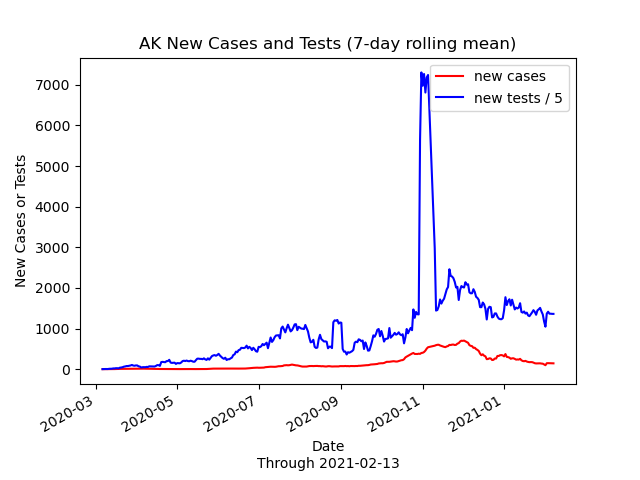 AK New Cases and Tests (7-day rolling mean)
new cases
new tests / 5
New Cases or Tests
7000
6000
5000
4000
3000
2000
1000
0
2020-03
2020-05
2020-07
2020-09
2020-11
2021-01
Date
Through 2021-02-13